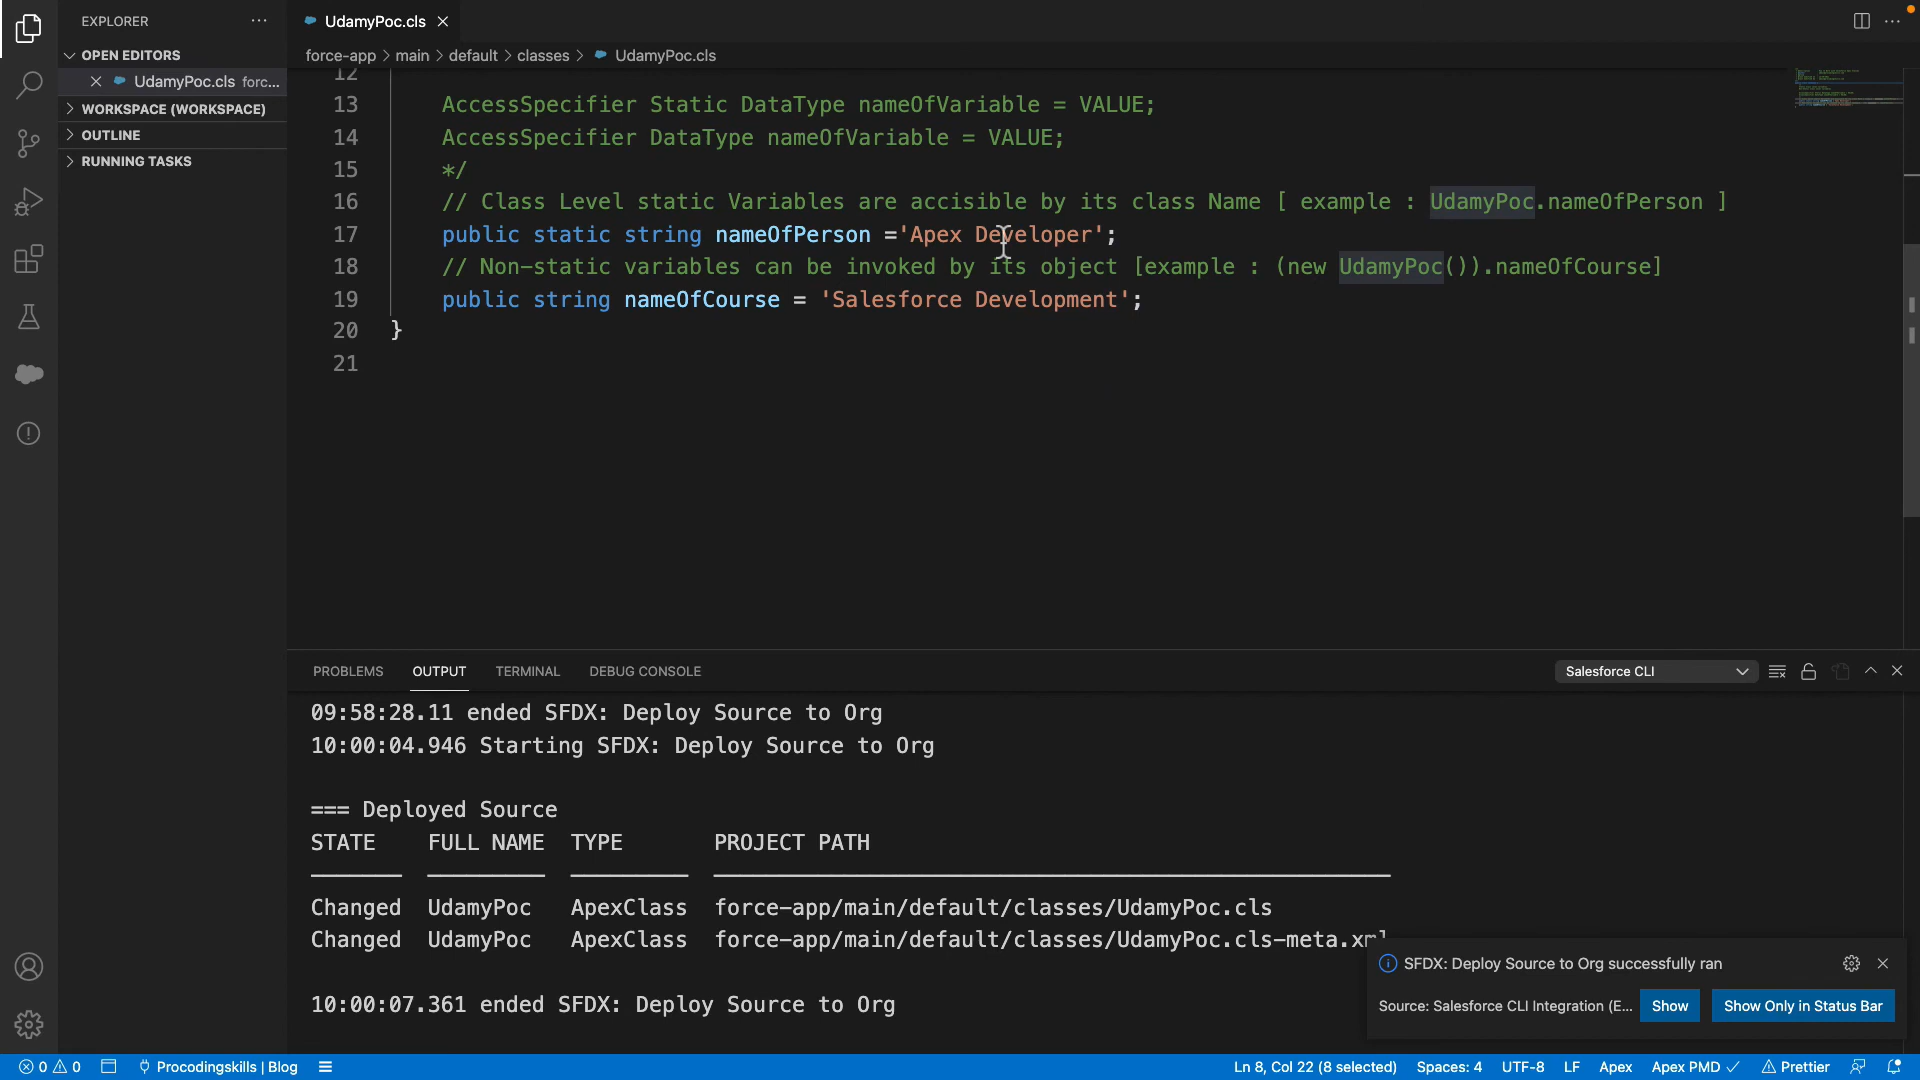 EXPLORER
OPEN EDITORS
UdamyPoc.cls forc...
WORKSPACE (WORKSPACE)
OUTLINE
RUNNING TASKS
UdamyPoc.cls
force-app > main > default > classes > UdamyPoc.cls
12
13 AccessSpecifier Static DataType nameOfVariable = VALUE;
14 AccessSpecifier DataType nameOfVariable = VALUE;
15 */
16 // Class Level static Variables are accisible by its class Name [ example : UdamyPoc.nameOfPerson ]
17 public static string nameOfPerson ='Apex Developer';
18 // Non-static variables can be invoked by its object [example : (new UdamyPoc()).nameOfCourse]
19 public string nameOfCourse = 'Salesforce Development';
20 }
21
PROBLEMS OUTPUT TERMINAL DEBUG CONSOLE Salesforce CLI
09:58:28.11 ended SFDX: Deploy Source to Org
10:00:04.946 Starting SFDX: Deploy Source to Org
=== Deployed Source
STATE FULL NAME TYPE PROJECT PATH
Changed UdamyPoc ApexClass force-app/main/default/classes/UdamyPoc.cls
Changed UdamyPoc ApexClass force-app/main/default/classes/UdamyPoc.cls-meta.xml
10:00:07.361 ended SFDX: Deploy Source to Org
SFDX: Deploy Source to Org successfully ran
Source: Salesforce CLI Integration (E... Show Show Only in Status Bar
0 0 Procodingskills | Blog Ln 8, Col 22 (8 selected) Spaces: 4 UTF-8 LF Apex Apex PMD Prettier